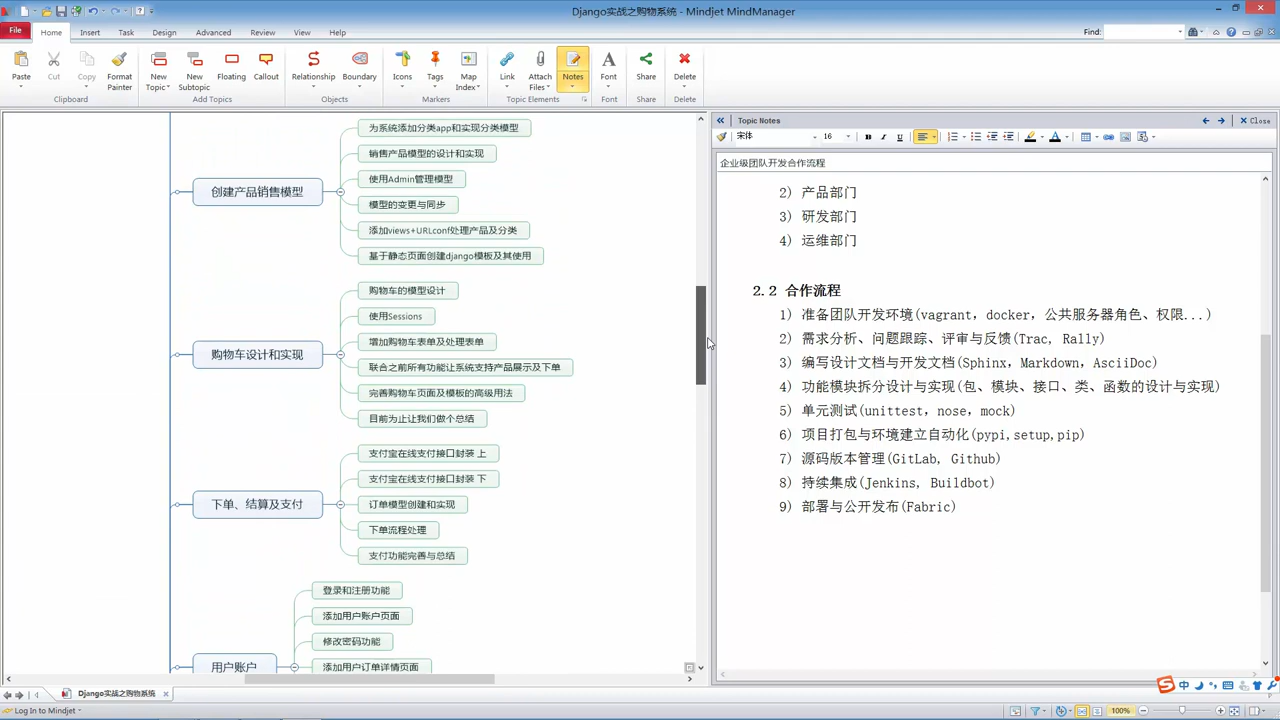 Django实战之购物系统 - Mindjet MindManager
File
Home
Insert
Task
Design
Advanced
Review
View
Help
Find:
Paste
Cut
Copy
Format Painter
New Topic
New Subtopic
Floating
Callout
Relationship
Boundary
Icons
Tags
Map Index
Link
Attach Files
Notes
Font
Share
Delete
Clipboard
Add Topics
Objects
Markers
Topic Elements
Font
Share
Delete
创建产品销售模型
为系统添加分类app和实现分类模型
销售产品模型的设计和实现
使用Admin管理模型
模型的变更与同步
添加views+URLconf处理产品及分类
基于静态页面创建django模板及其使用
购物车设计和实现
购物车的模型设计
使用Sessions
增加购物车表单及处理表单
联合之前所有功能让系统支持产品展示及下单
完善购物车页面及模板的高级用法
目前为止让我们做个总结
下单、结算及支付
支付宝在线支付接口封装 上
支付宝在线支付接口封装 下
订单模型创建和实现
下单流程处理
支付功能完善与总结
用户账户
登录和注册功能
添加用户账户页面
修改密码功能
添加用户订单详情页面
Topic Notes
Close
宋体
16
B I U
企业级团队开发合作流程
2) 产品部门
3) 研发部门
4) 运维部门
2.2 合作流程
1) 准备团队开发环境(vagrant, docker, 公共服务器角色、权限...)
2) 需求分析、问题跟踪、评审与反馈(Trac, Rally)
3) 编写设计文档与开发文档(Sphinx, Markdown, AsciiDoc)
4) 功能模块拆分设计与实现(包、模块、接口、类、函数的设计与实现)
5) 单元测试(unittest, nose, mock)
6) 项目打包与环境建立自动化(pypi,setup,pip)
7) 源码版本管理(GitLab, Github)
8) 持续集成(Jenkins, Buildbot)
9) 部署与公开发布(Fabric)
Django实战之购物系统
Log In to Mindjet
100%
中